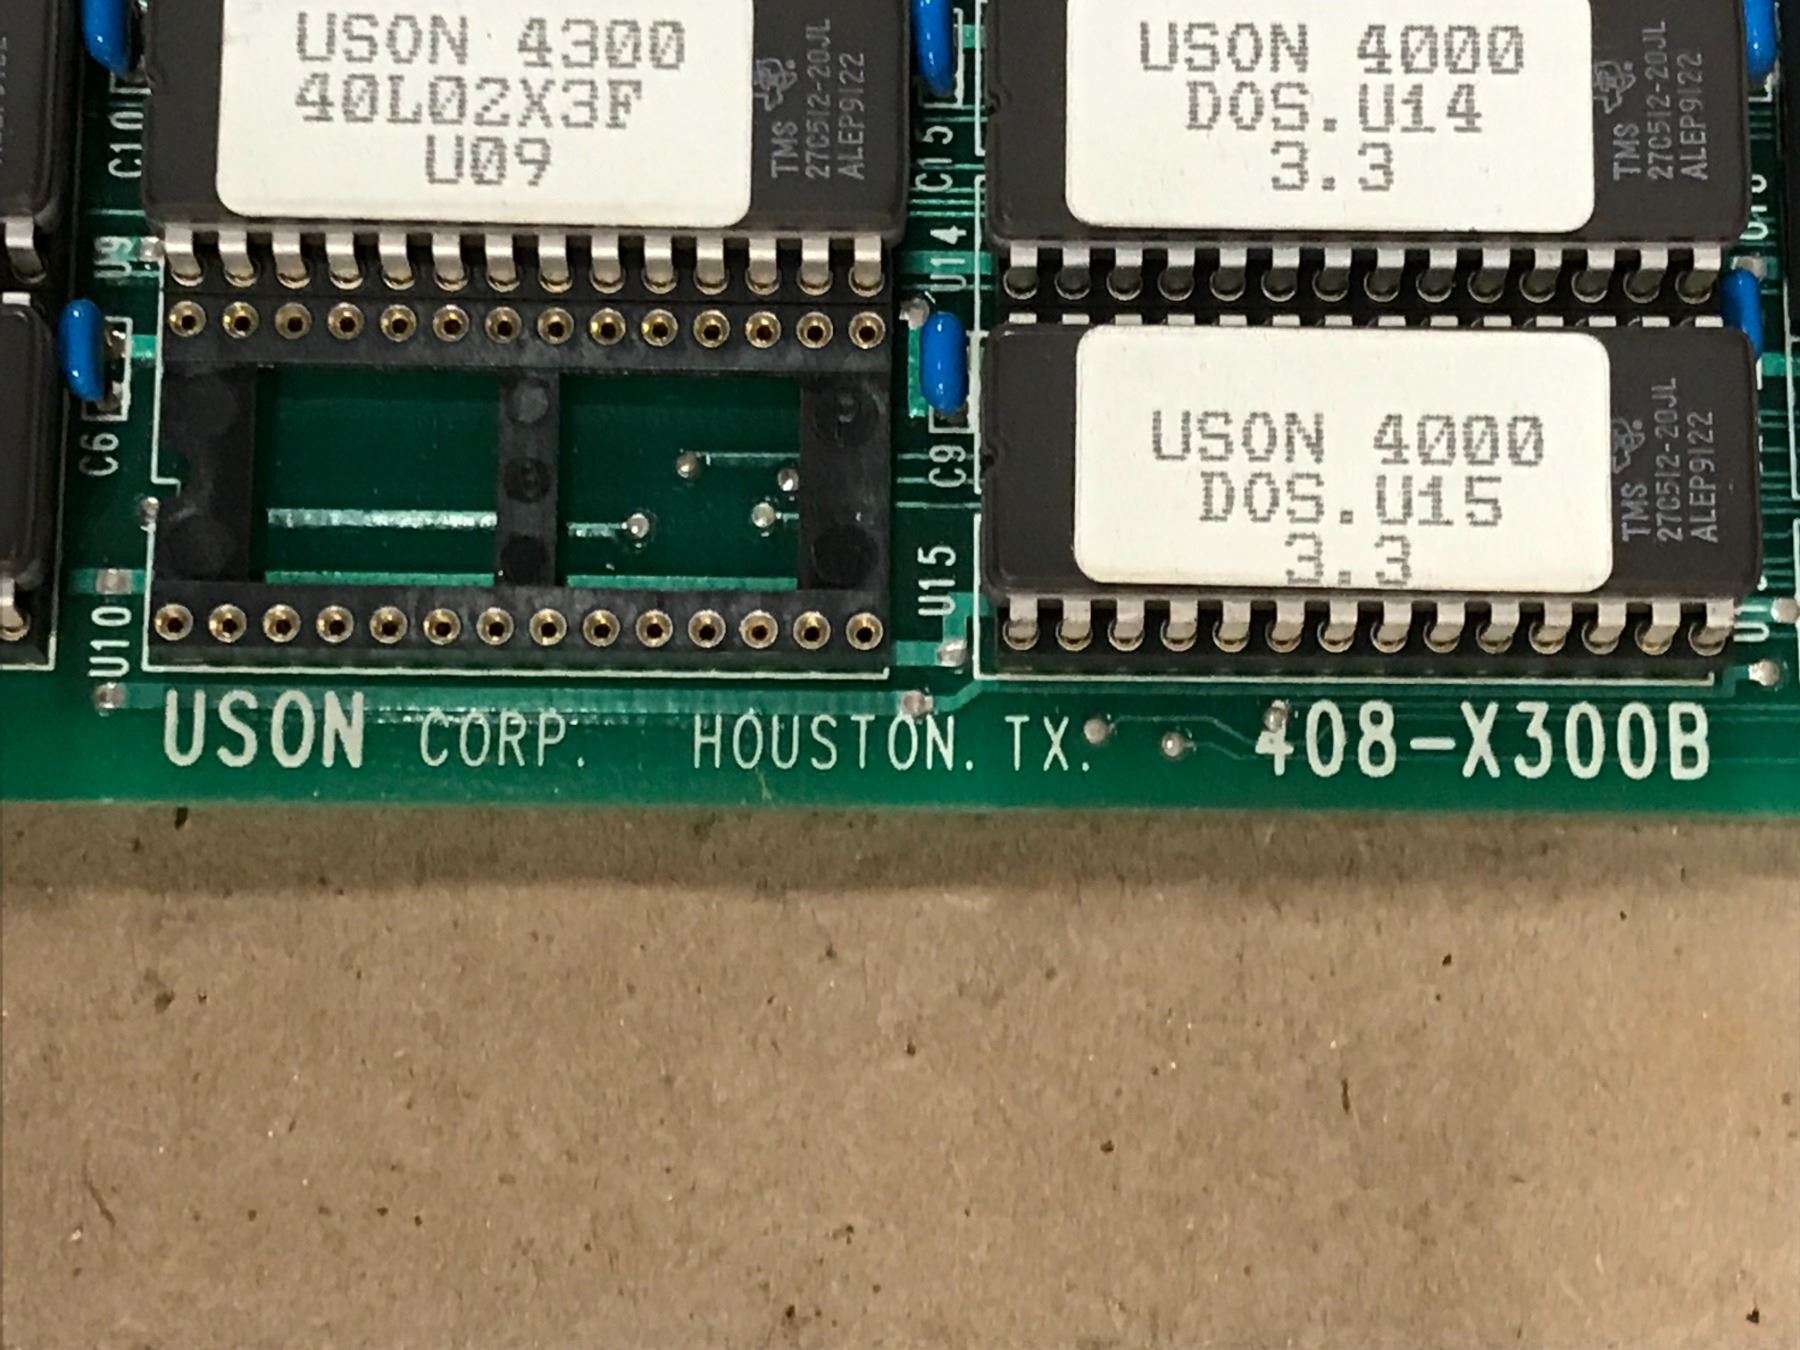 USON 4300
40L02X3F
U09
TMS
27C512-20JL
ALEP9122
USON 4000
DOS.U14
3.3
TMS
27C512-20JL
ALEP9122
C10
C15
U9
U14
USON 4000
DOS.U15
3.3
TMS
27C512-20JL
ALEP9122
C6
C9
U10
U15
USON CORP. HOUSTON. TX. 408-X300B